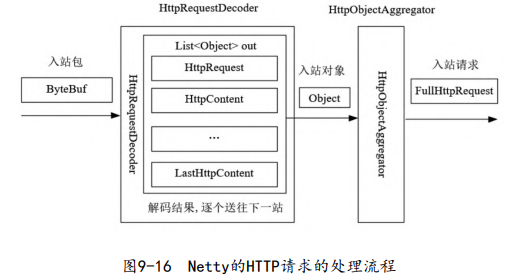 HttpRequestDecoder
HttpObjectAggregator
List<Object> out
入站包
ByteBuf
HttpRequestDecoder
HttpRequest
HttpContent
...
LastHttpContent
解码结果,逐个送往下一站
入站对象
Object
HttpObjectAggregator
入站请求
FullHttpRequest
图9-16 Netty的HTTP请求的处理流程